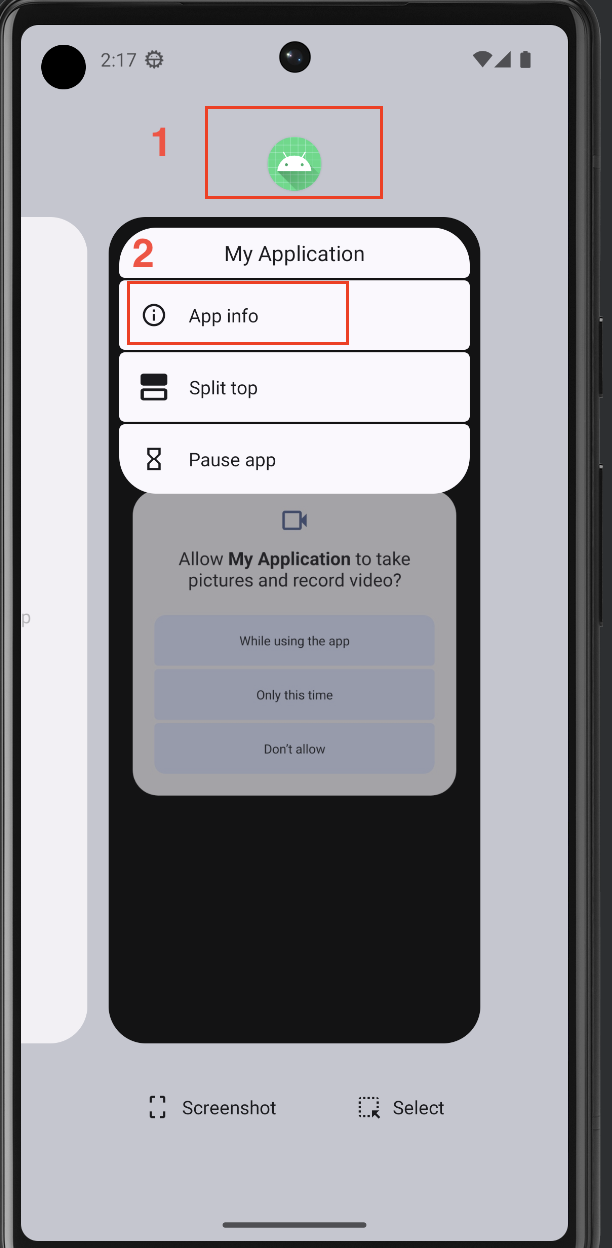 2:17
1
2
My Application
App info
Split top
Pause app
Allow My Application to take
pictures and record video?
While using the app
Only this time
Don't allow
p
Screenshot
Select